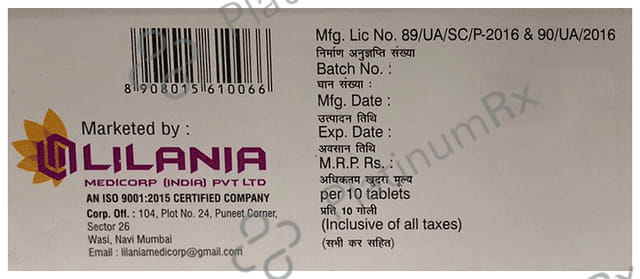 8 908015 610066
Marketed by :
LILANIA
MEDICORP (INDIA) PVT LTD
AN ISO 9001:2015 CERTIFIED COMPANY
Corp. Off. : 104, Plot No. 24, Puneet Corner,
Sector 26
Wasi, Navi Mumbai
Email : lilaniamedicorp@gmail.com
Mfg. Lic No. 89/UA/SC/P-2016 & 90/UA/2016
निर्माण अनुज्ञप्ति संख्या
Batch No. :
घान संख्या :
Mfg. Date :
उत्पादन तिथि
Exp. Date :
अवसान तिथि
M.R.P. Rs. :
अधिकतम खुदरा मूल्य
per 10 tablets
प्रति 10 गोली
(Inclusive of all taxes)
(सभी कर सहित)
PlatinumRx